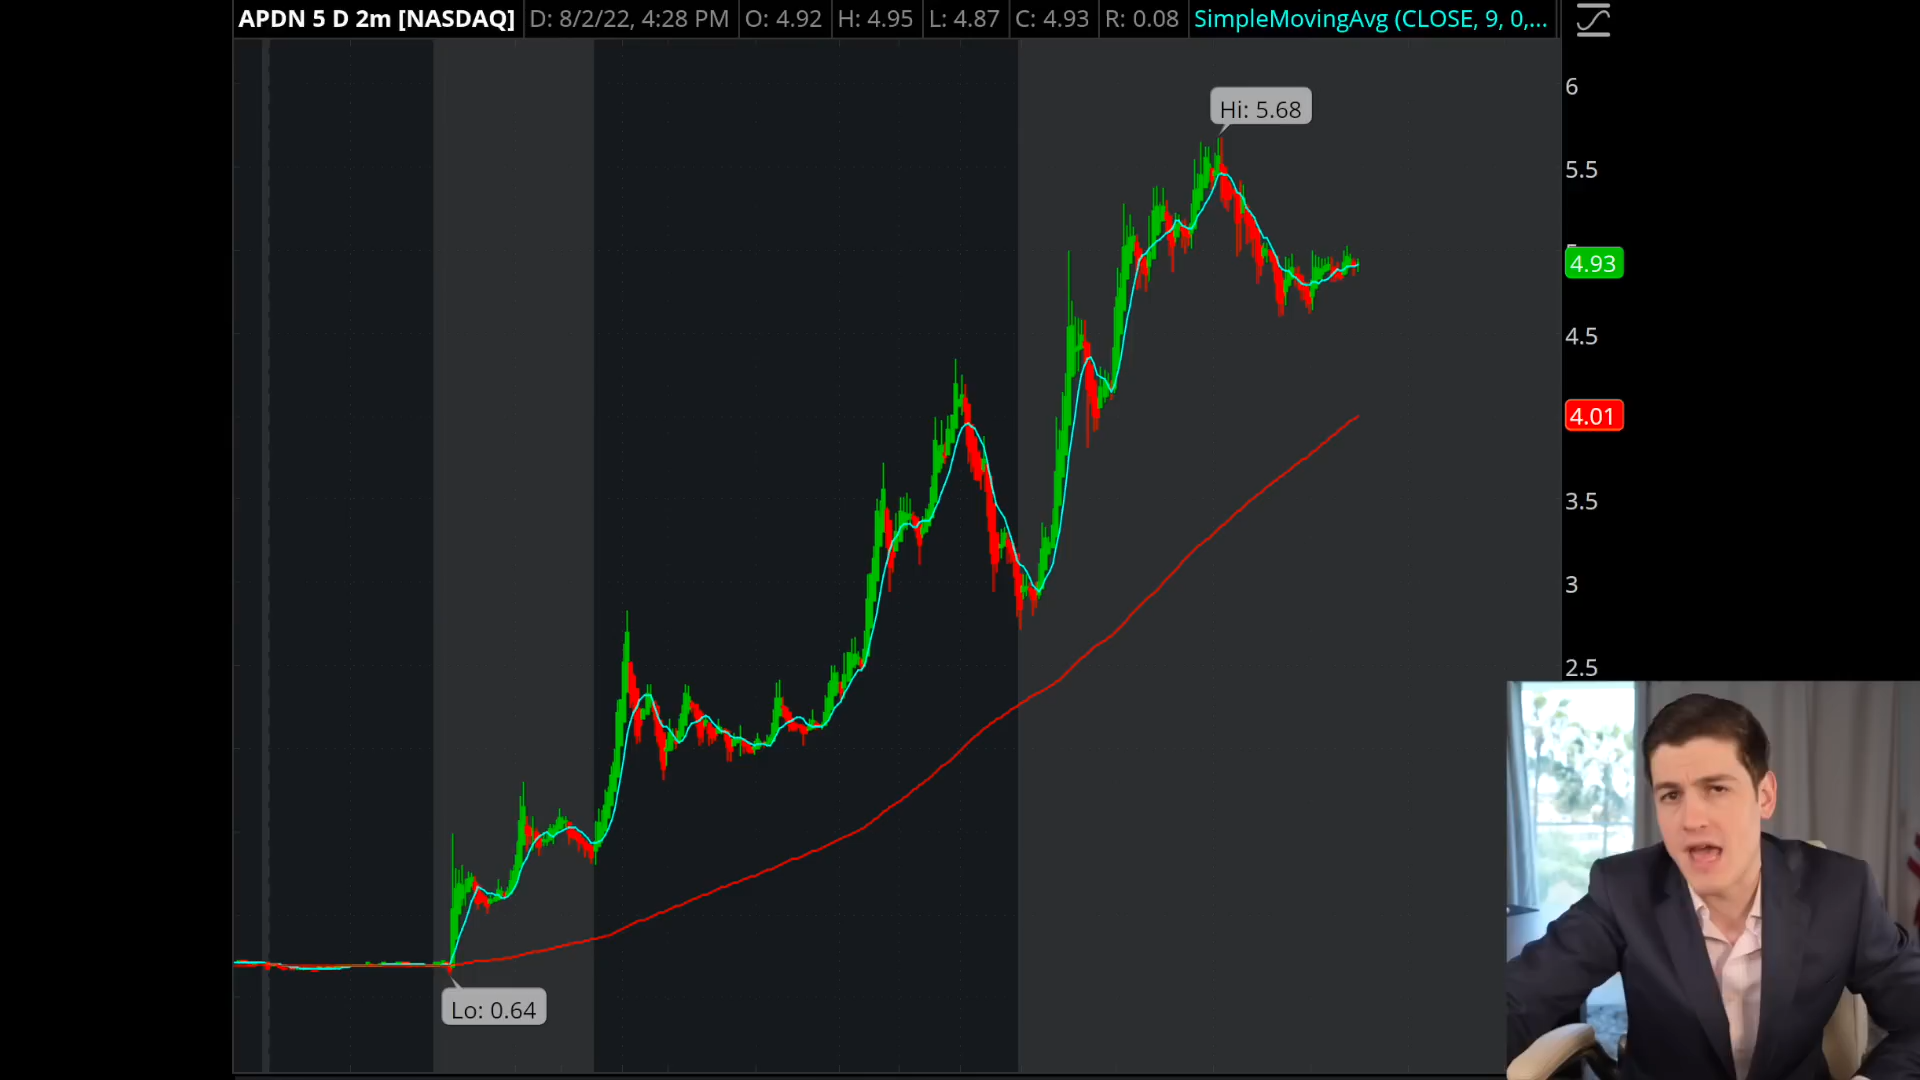 APDN 5 D 2m [NASDAQ] D: 8/2/22, 4:28 PM O: 4.92 H: 4.95 L: 4.87 C: 4.93 R: 0.08 SimpleMovingAvg (CLOSE, 9, 0,...
6
Hi: 5.68
5.5
4.93
4.5
4.01
3.5
3
2.5
Lo: 0.64